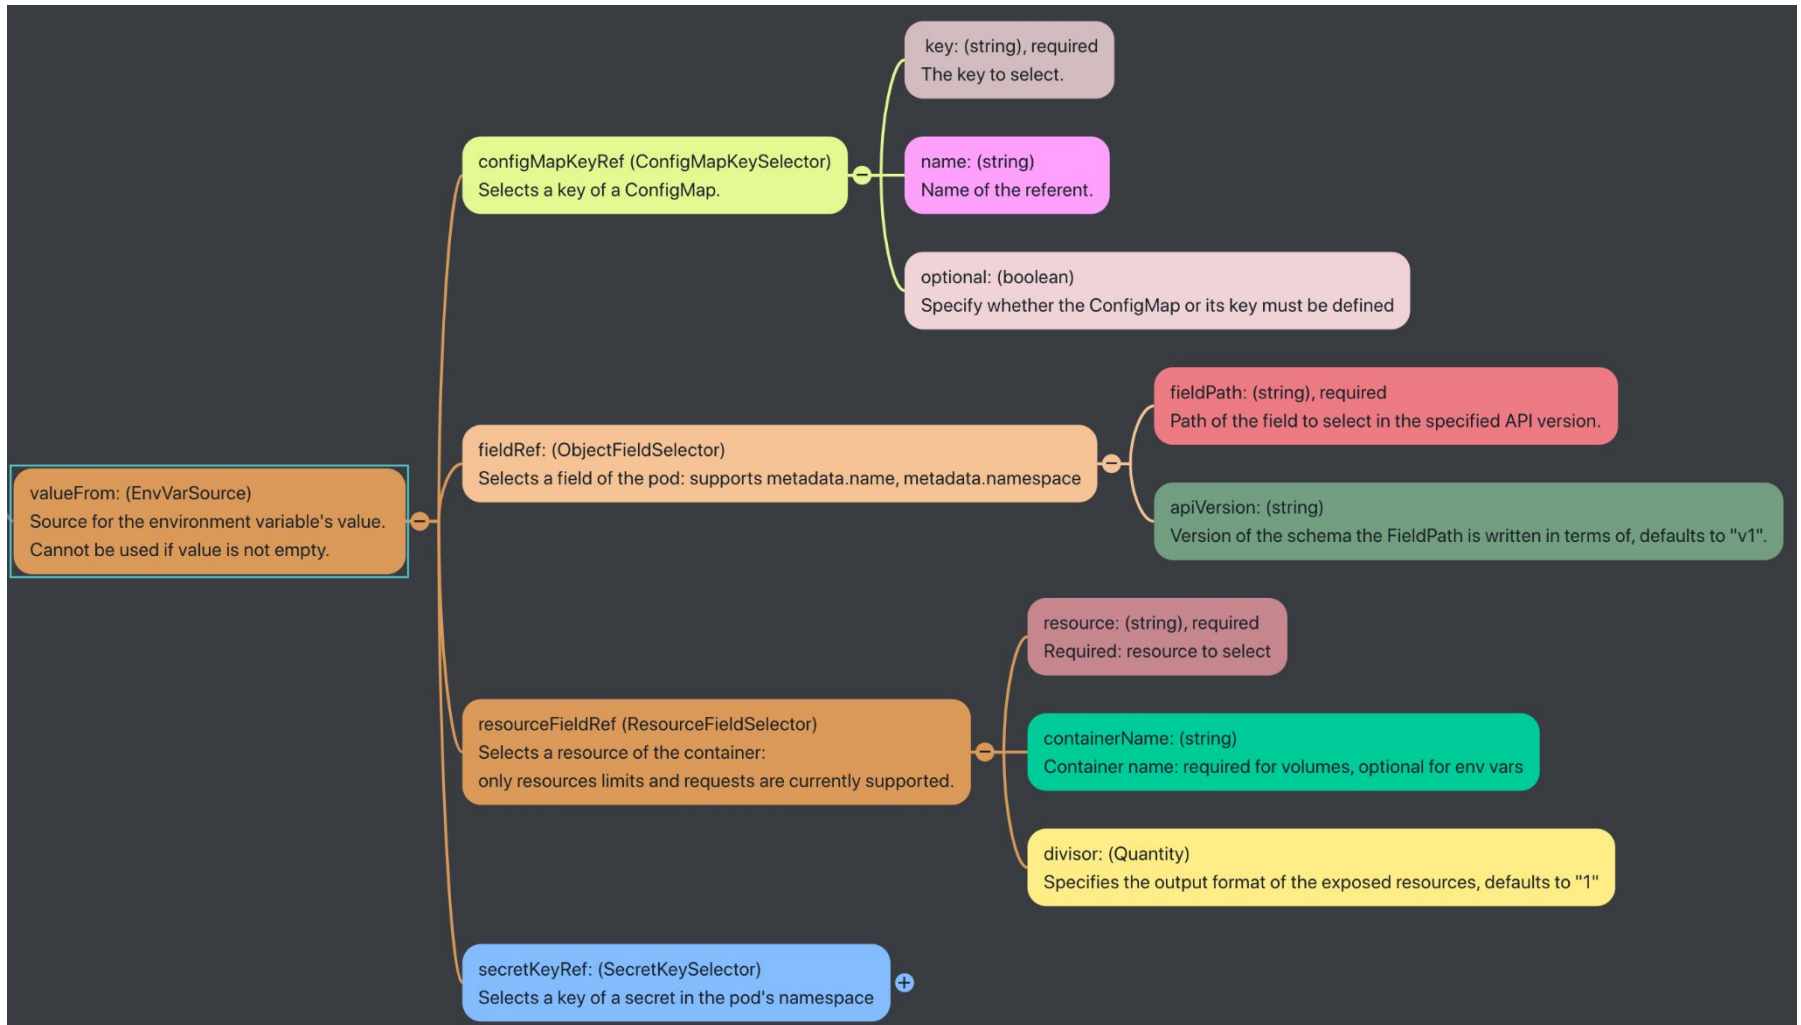 key: (string), required
The key to select.
configMapKeyRef (ConfigMapKeySelector)
Selects a key of a ConfigMap.
name: (string)
Name of the referent.
optional: (boolean)
Specify whether the ConfigMap or its key must be defined
fieldPath: (string), required
Path of the field to select in the specified API version.
fieldRef: (ObjectFieldSelector)
Selects a field of the pod: supports metadata.name, metadata.namespace
apiVersion: (string)
Version of the schema the FieldPath is written in terms of, defaults to "v1".
valueFrom: (EnvVarSource)
Source for the environment variable's value.
Cannot be used if value is not empty.
resource: (string), required
Required: resource to select
resourceFieldRef (ResourceFieldSelector)
Selects a resource of the container:
only resources limits and requests are currently supported.
containerName: (string)
Container name: required for volumes, optional for env vars
divisor: (Quantity)
Specifies the output format of the exposed resources, defaults to "1"
secretKeyRef: (SecretKeySelector)
Selects a key of a secret in the pod's namespace